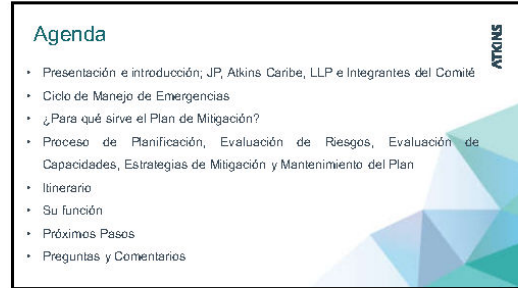 Agenda
ATKINS
• Presentación e introducción; JP, Atkins Caribe, LLP e Integrantes del Comité
• Ciclo de Manejo de Emergencias
• ¿Para qué sirve el Plan de Mitigación?
• Proceso de Planificación, Evaluación de Riesgos, Evaluación de
Capacidades, Estrategias de Mitigación y Mantenimiento del Plan
• Itinerario
• Su función
• Próximos Pasos
• Preguntas y Comentarios